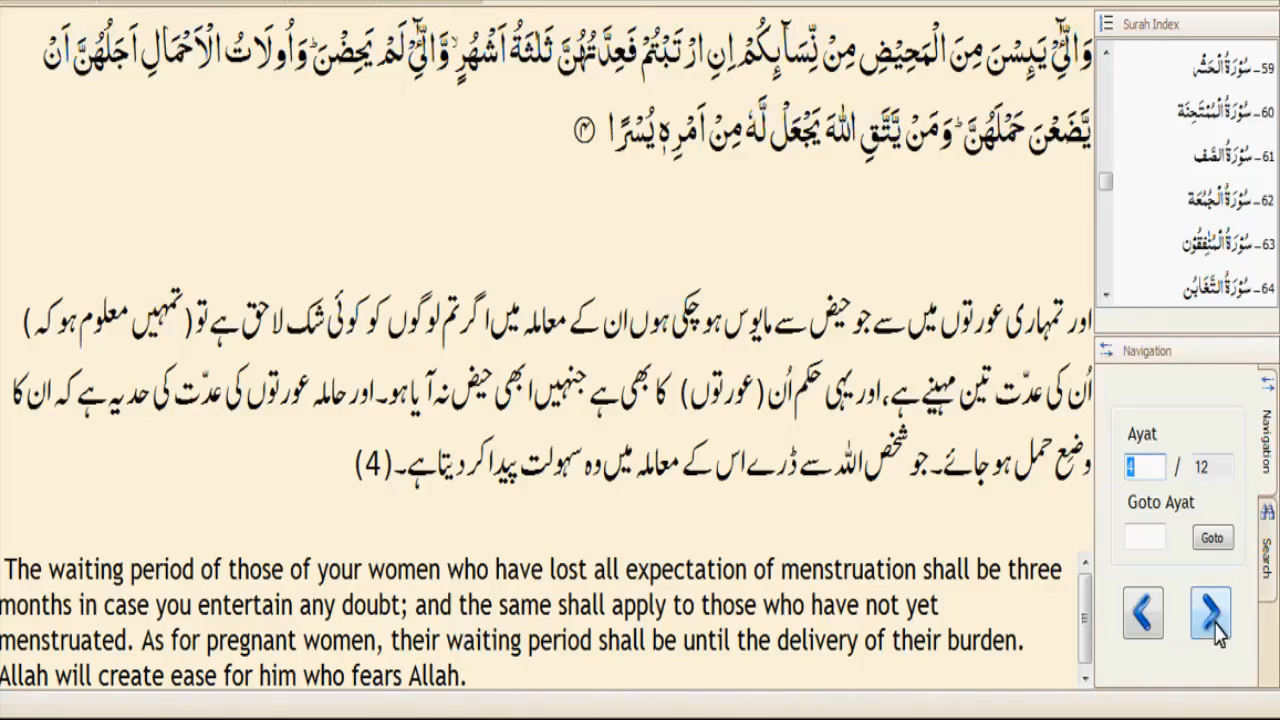 وَالّٰٓـِٔيْ يَىِٕسْنَ مِنَ الْمَحِيْضِ مِنْ نِّسَآىِٕكُمْ اِنِ ارْتَبْتُمْ فَعِدَّتُهُنَّ ثَلٰثَةُ اَشْهُرٍ ۙ وَّالّٰٓـِٔيْ لَمْ يَحِضْنَ ؕ وَاُولَاتُ الْاَحْمَالِ اَجَلُهُنَّ اَنْ
يَّضَعْنَ حَمْلَهُنَّ ؕ وَمَنْ يَّتَّقِ اللّٰهَ يَجْعَلْ لَّهٗ مِنْ اَمْرِهٖ يُسْرًا ۝۴
اور تمہاری عورتوں میں سے جو حیض سے مایوس ہو چکی ہوں ان کے معاملہ میں اگر تم لوگوں کو کوئی شک لاحق ہے تو (تمہیں معلوم ہو کہ)
اُن کی عدّت تین مہینے ہے، اور یہی حکم اُن (عورتوں) کا بھی ہے جنہیں ابھی حیض نہ آیا ہو۔ اور حاملہ عورتوں کی عدّت کی حد یہ ہے کہ ان کا
وضعِ حمل ہو جائے۔ جو شخص اللہ سے ڈرے اس کے معاملہ میں وہ سہولت پیدا کر دیتا ہے۔ (4)
The waiting period of those of your women who have lost all expectation of menstruation shall be three
months in case you entertain any doubt; and the same shall apply to those who have not yet
menstruated. As for pregnant women, their waiting period shall be until the delivery of their burden.
Allah will create ease for him who fears Allah.
Surah Index
59- سُوْرَۃُ الْحَشْر
60- سُوْرَۃُ الْمُمْتَحِنَة
61- سُوْرَۃُ الصَّف
62- سُوْرَۃُ الْجُمُعَة
63- سُوْرَۃُ الْمُنٰفِقُوْن
64- سُوْرَۃُ التَّغَابُن
Navigation
Ayat
4 / 12
Goto Ayat
Goto
Navigation
Search